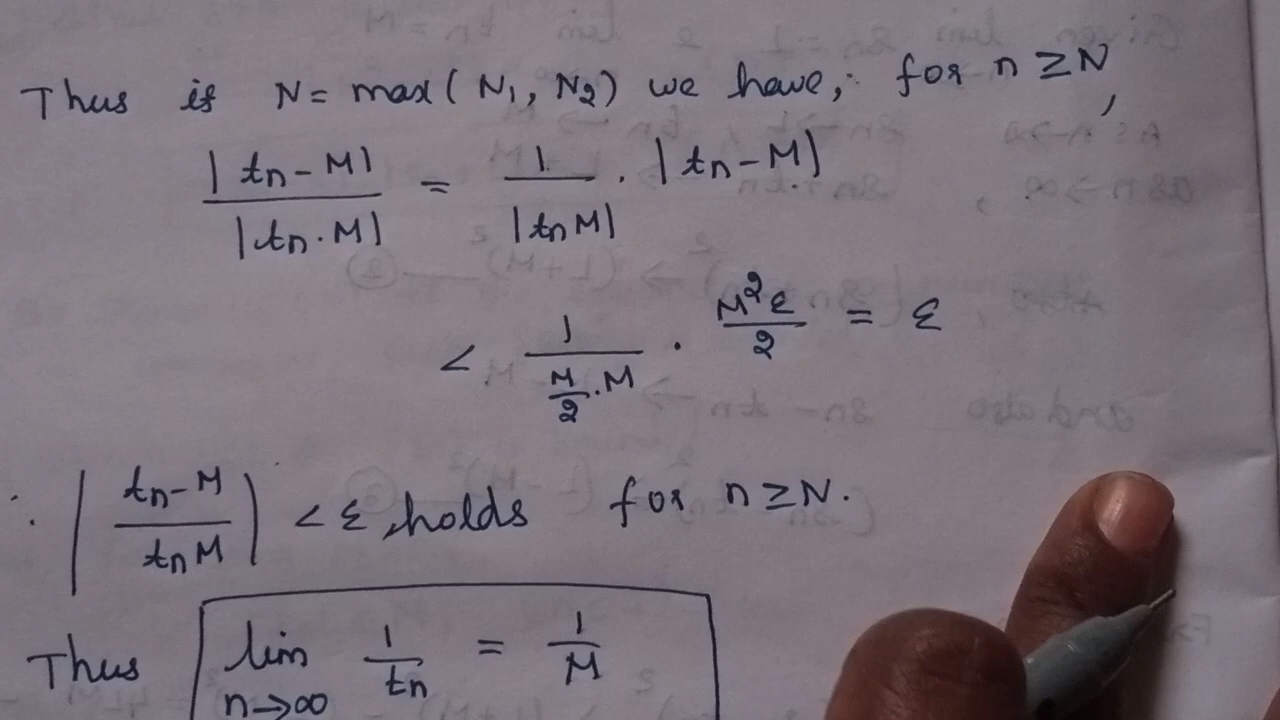 Thus is N = max( N₁, N₂) we have, for n ≥ N,
|tn - M| / |tn · M| = 1 / |tn M| · |tn - M|
< 1 / (M/2 · M) · M²ε / 2 = ε
∴ |(tn - M) / (tn M)| < ε, holds for n ≥ N.
Thus lim n→∞ 1/tn = 1/M